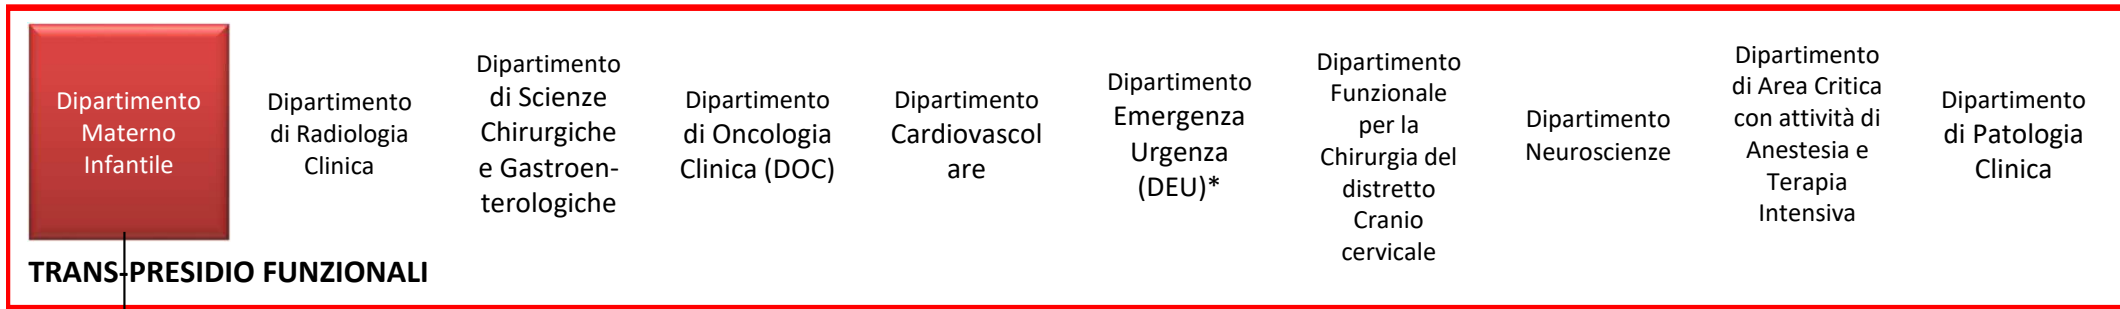 Dipartimento
Materno
Infantile
Dipartimento
di Radiologia
Clinica
Dipartimento
di Scienze
Chirurgiche
e Gastroen-
terologiche
Dipartimento
di Oncologia
Clinica (DOC)
Dipartimento
Cardiovascol
are
Dipartimento
Emergenza
Urgenza
(DEU)*
Dipartimento
Funzionale
per la
Chirurgia del
distretto
Cranio
cervicale
Dipartimento
Neuroscienze
Dipartimento
di Area Critica
con attività di
Anestesia e
Terapia
Intensiva
Dipartimento
di Patologia
Clinica
TRANS-PRESIDIO FUNZIONALI